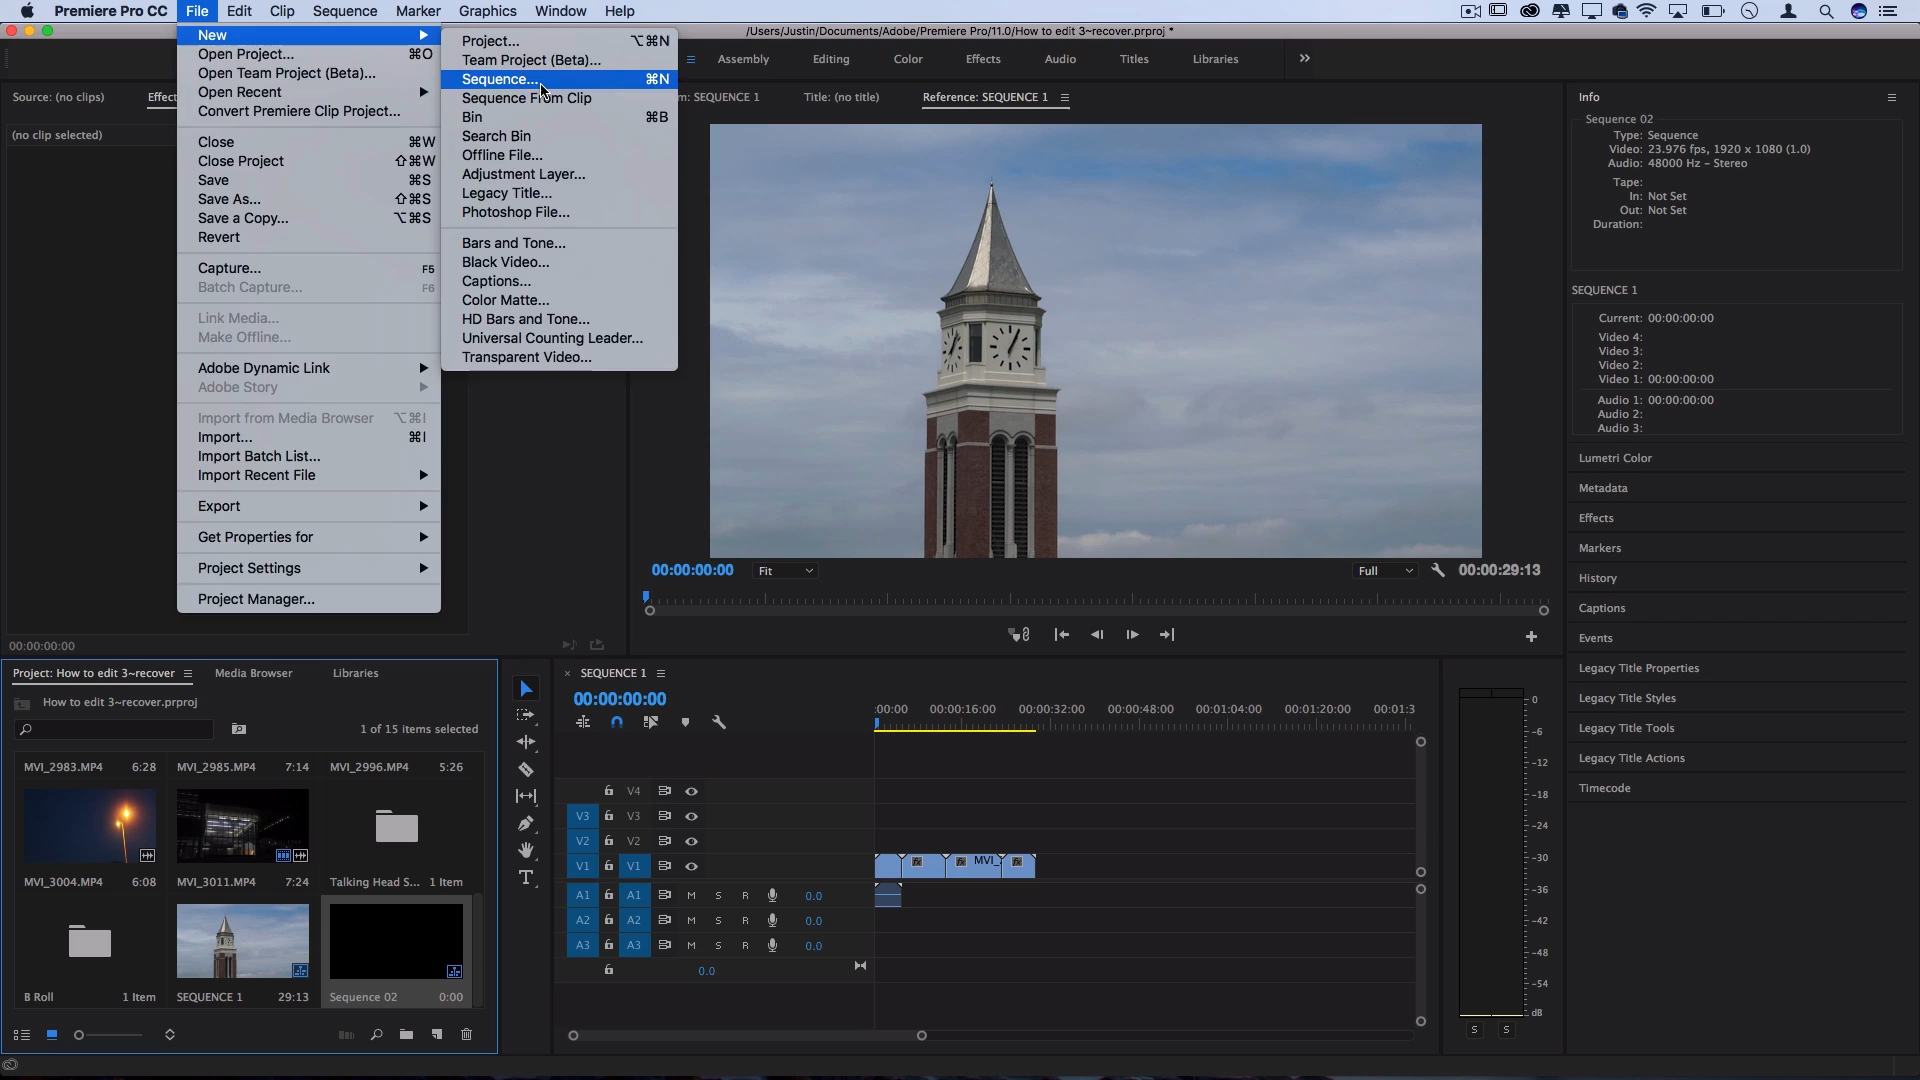 Premiere Pro CC File Edit Clip Sequence Marker Graphics Window Help
/Users/Justin/Documents/Adobe/Premiere Pro/11.0/How to edit 3~recover.prproj *
Assembly Editing Color Effects Audio Titles Libraries
New
Open Project... ⌘O
Open Team Project (Beta)...
Open Recent
Convert Premiere Clip Project...
Close ⌘W
Close Project ⇧⌘W
Save ⌘S
Save As... ⇧⌘S
Save a Copy... ⌥⌘S
Revert
Capture... F5
Batch Capture... F6
Link Media...
Make Offline...
Adobe Dynamic Link
Adobe Story
Import from Media Browser ⌥⌘I
Import... ⌘I
Import Batch List...
Import Recent File
Export
Get Properties for
Project Settings
Project Manager...
Project... ⌥⌘N
Team Project (Beta)...
Sequence... ⌘N
Sequence From Clip
Bin ⌘B
Search Bin
Offline File...
Adjustment Layer...
Legacy Title...
Photoshop File...
Bars and Tone...
Black Video...
Captions...
Color Matte...
HD Bars and Tone...
Universal Counting Leader...
Transparent Video...
Source: (no clips) Effect
(no clip selected)
00:00:00:00
m: SEQUENCE 1 Title: (no title) Reference: SEQUENCE 1
00:00:00:00 Fit Full 00:00:29:13
Info
Sequence 02
Type: Sequence
Video: 23.976 fps, 1920 x 1080 (1.0)
Audio: 48000 Hz - Stereo
Tape:
In: Not Set
Out: Not Set
Duration:
SEQUENCE 1
Current: 00:00:00:00
Video 4:
Video 3:
Video 2:
Video 1: 00:00:00:00
Audio 1: 00:00:00:00
Audio 2:
Audio 3:
Lumetri Color
Metadata
Effects
Markers
History
Captions
Events
Legacy Title Properties
Legacy Title Styles
Legacy Title Tools
Legacy Title Actions
Timecode
Project: How to edit 3~recover Media Browser Libraries
How to edit 3~recover.prproj
1 of 15 items selected
MVI_2983.MP4 6:28 MVI_2985.MP4 7:14 MVI_2996.MP4 5:26
MVI_3004.MP4 6:08 MVI_3011.MP4 7:24 Talking Head S... 1 Item
B Roll 1 Item SEQUENCE 1 29:13 Sequence 02 0:00
SEQUENCE 1
00:00:00:00
:00:00 00:00:16:00 00:00:32:00 00:00:48:00 00:01:04:00 00:01:20:00 00:01:3
V4
V3 V3
V2 V2
V1 V1 fx fx MVI_ fx
A1 A1 M S R 0.0
A2 A2 M S R 0.0
A3 A3 M S R 0.0
0.0
0
-6
-12
-18
-24
-30
-36
-42
-48
-54
dB
S S